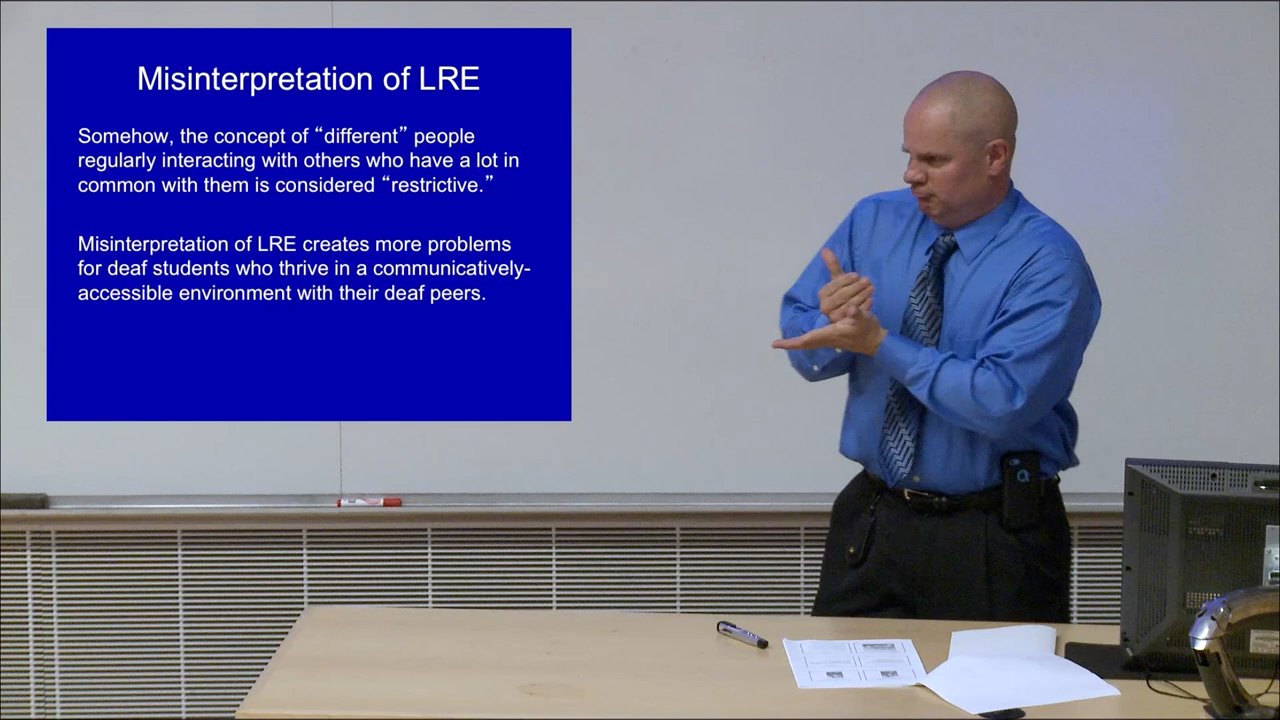 Misinterpretation of LRE
Somehow, the concept of “different” people
regularly interacting with others who have a lot in
common with them is considered “restrictive.”
Misinterpretation of LRE creates more problems
for deaf students who thrive in a communicatively-
accessible environment with their deaf peers.